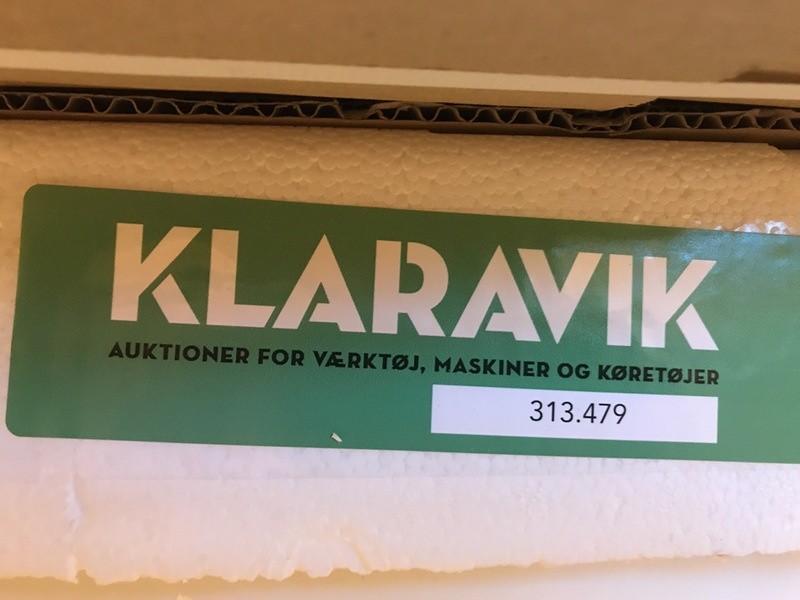 KLARAVIK
AUKTIONER FOR VÆRKTØJ, MASKINER OG KØRETØJER
313.479